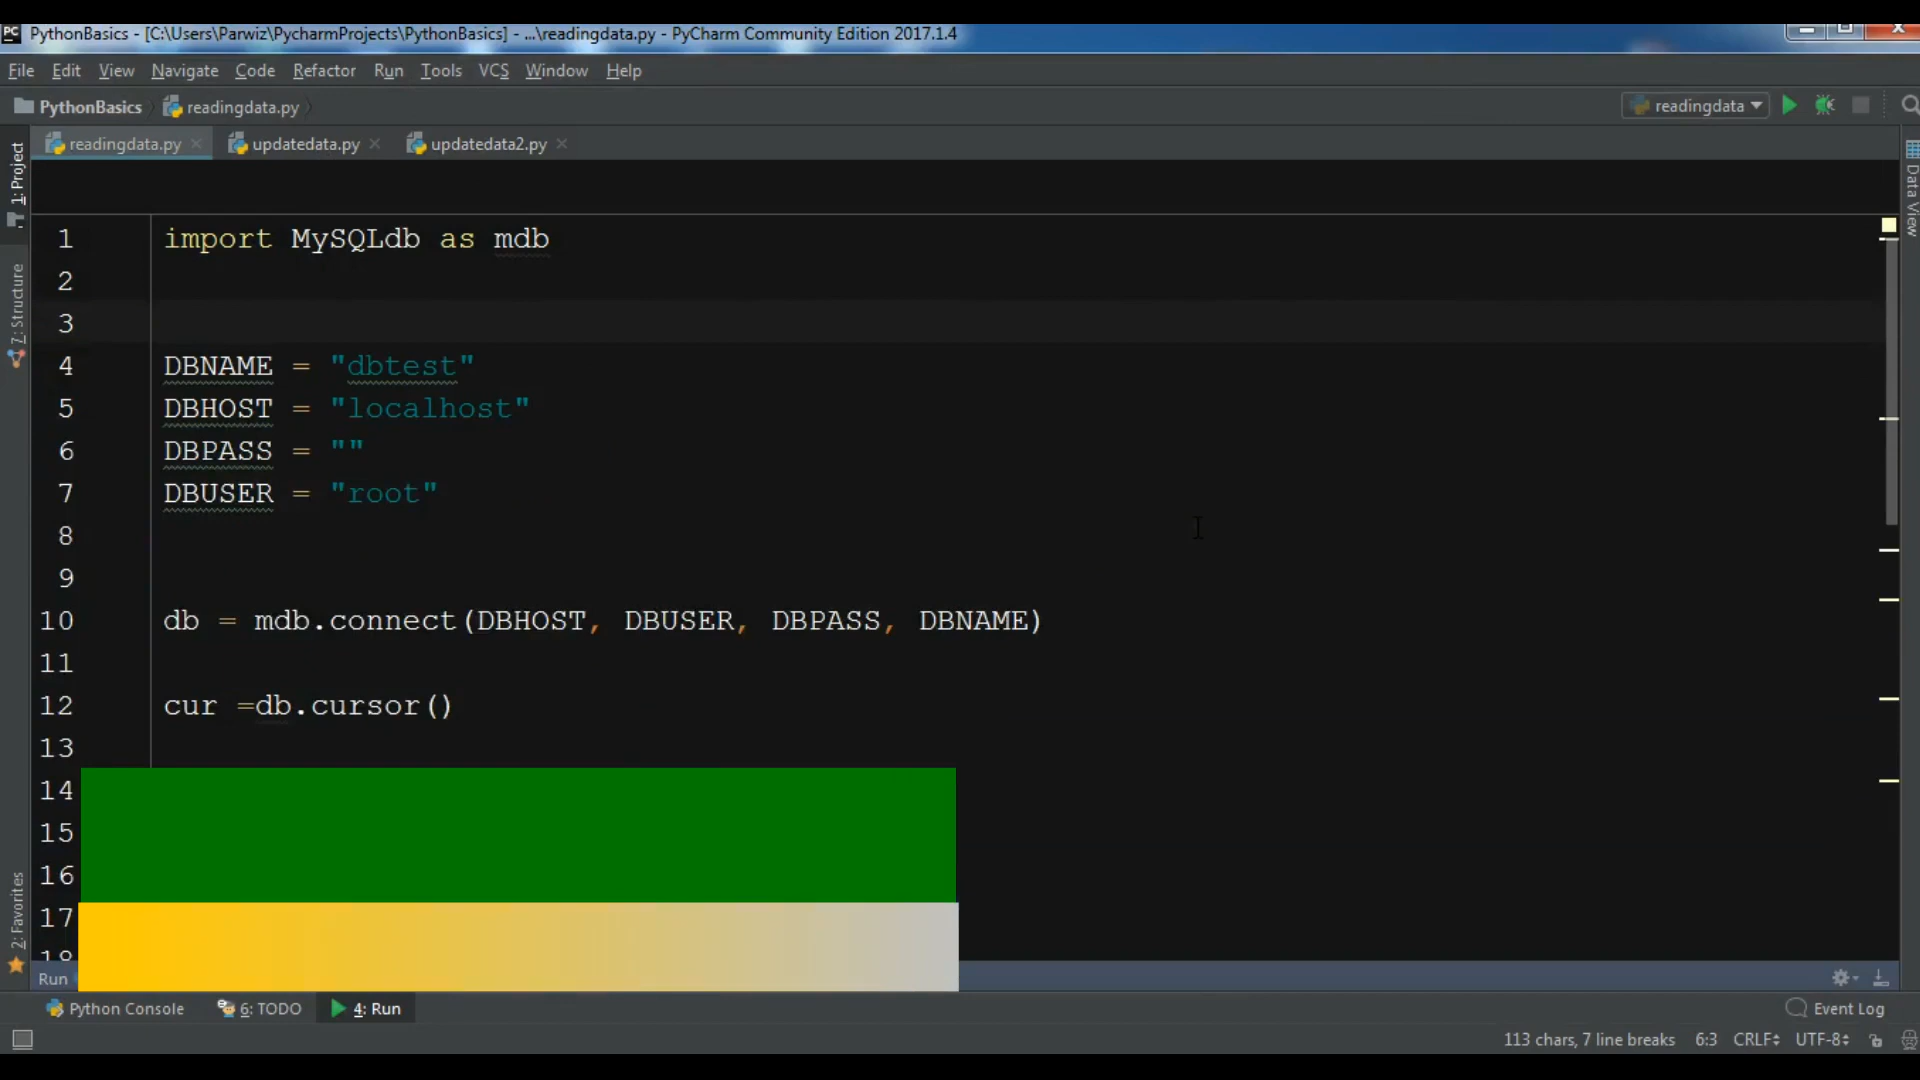 PC PythonBasics - [C:\Users\Parwiz\PycharmProjects\PythonBasics] - ...\readingdata.py - PyCharm Community Edition 2017.1.4
File Edit View Navigate Code Refactor Run Tools VCS Window Help
PythonBasics readingdata.py readingdata
readingdata.py updatedata.py updatedata2.py
1: Project
7: Structure
2: Favorites
Data View
1 import MySQLdb as mdb
2
3
4 DBNAME = "dbtest"
5 DBHOST = "localhost"
6 DBPASS = ""
7 DBUSER = "root"
8
9
10 db = mdb.connect(DBHOST, DBUSER, DBPASS, DBNAME)
11
12 cur =db.cursor()
13
14
15
16
17
18
Run
Python Console 6: TODO 4: Run Event Log
113 chars, 7 line breaks 6:3 CRLF UTF-8